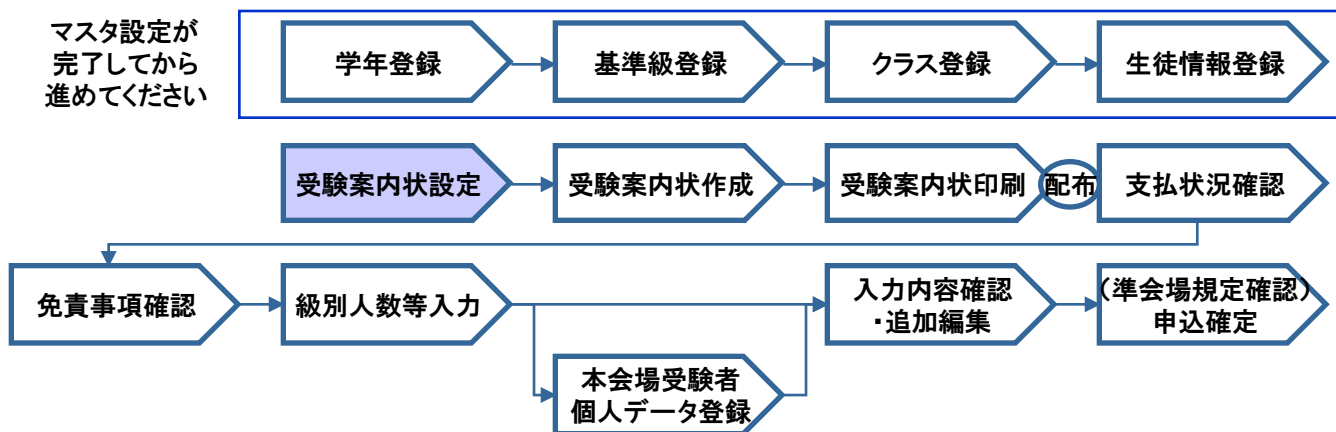 マスタ設定が
完了してから
進めてください
学年登録
基準級登録
クラス登録
生徒情報登録
受験案内状設定
受験案内状作成
受験案内状印刷
配布
支払状況確認
免責事項確認
級別人数等入力
入力内容確認
・追加編集
（準会場規定確認）
申込確定
本会場受験者
個人データ登録